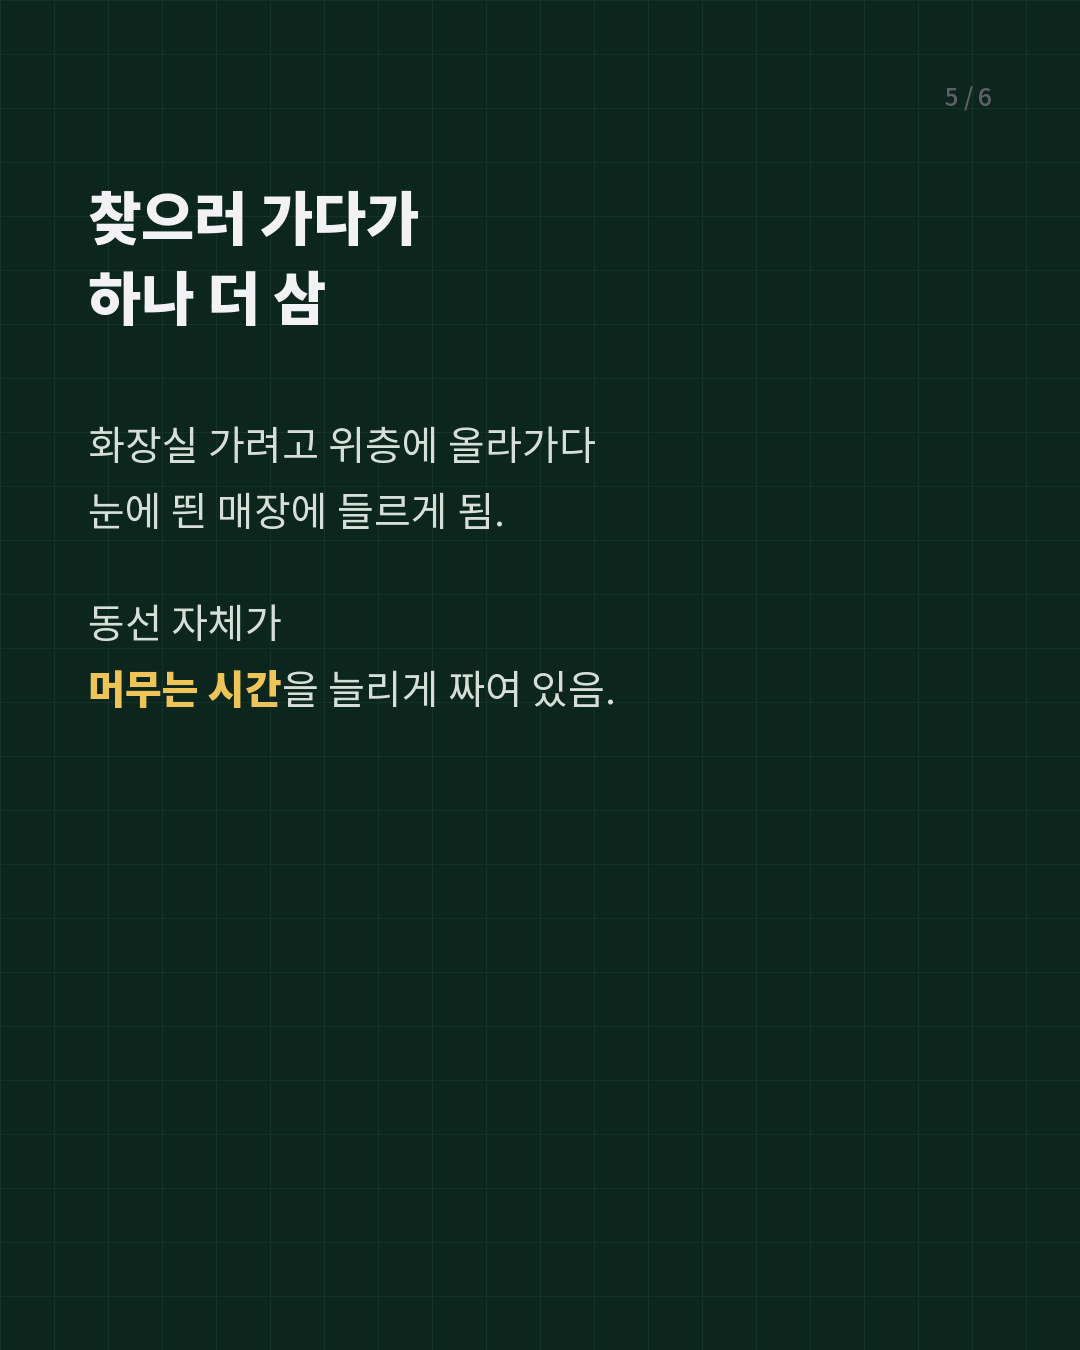 5 / 6
찾으러 가다가
하나 더 삼
화장실 가려고 위층에 올라가다
눈에 띈 매장에 들르게 됨.
동선 자체가
머무는 시간을 늘리게 짜여 있음.